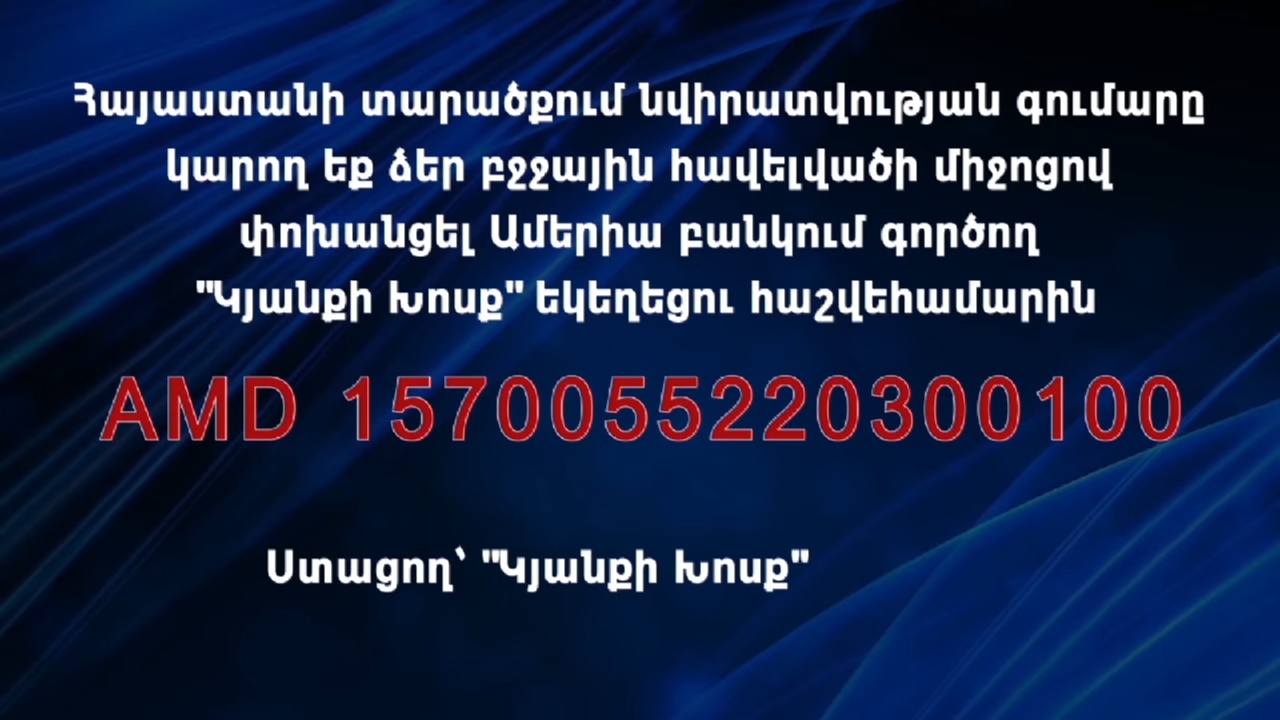 Հայաստանի տարածքում նվիրատվության գումարը
կարող եք ձեր բջջային հավելվածի միջոցով
փոխանցել Ամերիա բանկում գործող
"Կյանքի Խոսք" եկեղեցու հաշվեհամարին
AMD 1570055220300100
Ստացող՝ "Կյանքի Խոսք"